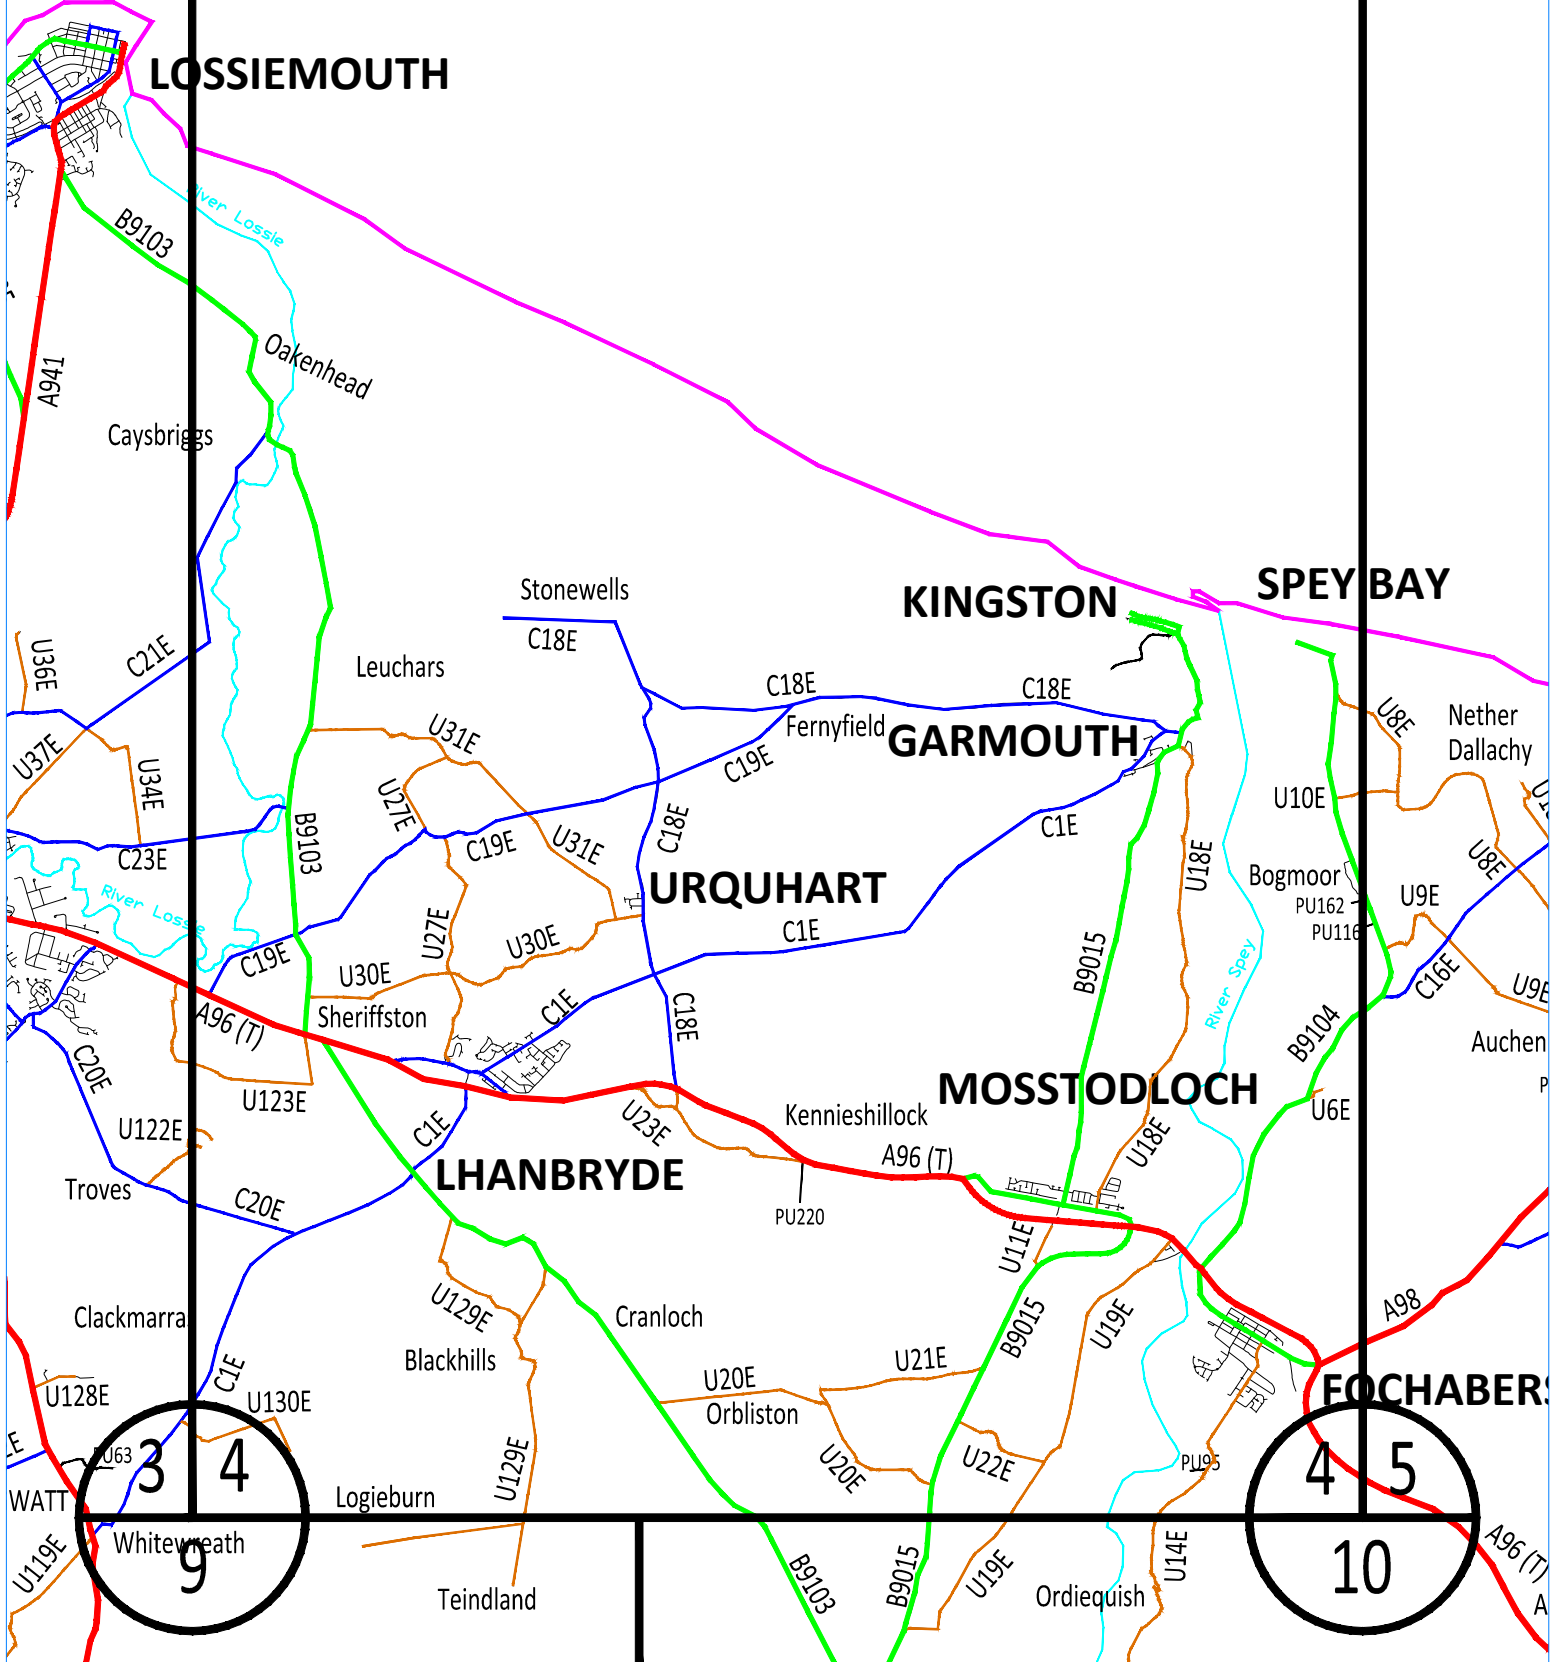 LOSSIEMOUTH
River Lossie
B9103
Oakenhead
A941
Caysbriggs
Stonewells
KINGSTON
SPEY BAY
C18E
C21E
U36E
Leuchars
C18E
C18E
Fernyfield
GARMOUTH
U8E
Nether
Dallachy
U31E
U37E
U34E
U27E
C19E
U10E
C18E
C1E
B9103
C19E
U31E
C23E
U18E
U8E
Bogmoor
URQUHART
PU162
U9E
River Lossie
U27E
U30E
C1E
PU116
C19E
U30E
B9015
River Spey
C16E
U9E
C1E
C18E
Sheriffston
A96 (T)
B9104
Auchen
C20E
U123E
MOSSTODLOCH
P
U122E
C1E
U23E
Kennieshillock
U6E
U18E
A96 (T)
LHANBRYDE
Troves
C20E
PU220
U11E
U129E
Clackmarra
Cranloch
B9015
U19E
A98
Blackhills
C1E
U21E
U20E
U128E
U130E
Orbliston
FOCHABERS
E
PU63
3
4
U129E
U20E
U22E
PU95
4
5
WATT
Logieburn
Whitewreath
9
U119E
10
A96 (T)
U14E
B9103
B9015
U19E
Teindland
Ordiequish
A